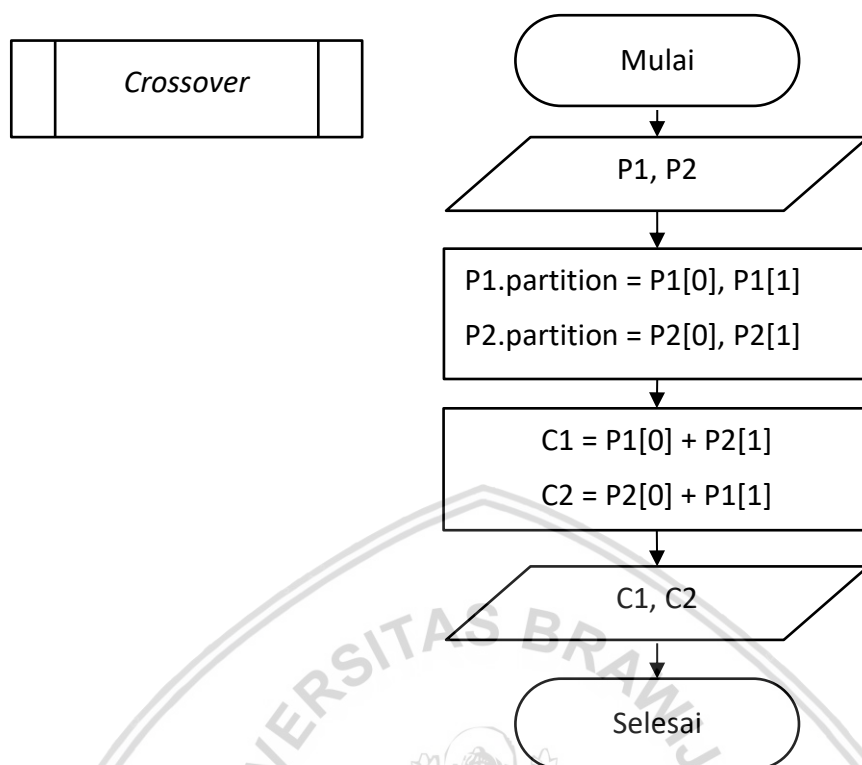 Crossover
Mulai
P1, P2
P1.partition = P1[0], P1[1]
P2.partition = P2[0], P2[1]
C1 = P1[0] + P2[1]
C2 = P2[0] + P1[1]
C1, C2
Selesai